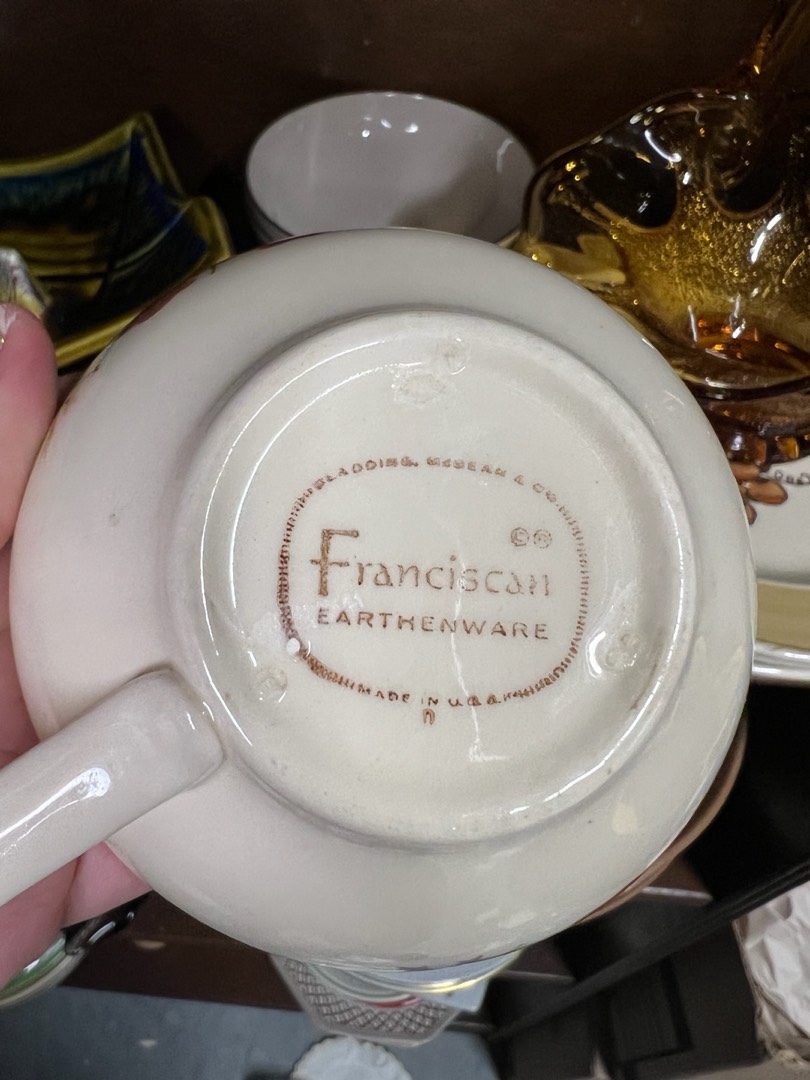 GLADDING, McBEAN & CO.
©®
Franciscan
EARTHENWARE
MADE IN U.S.A.